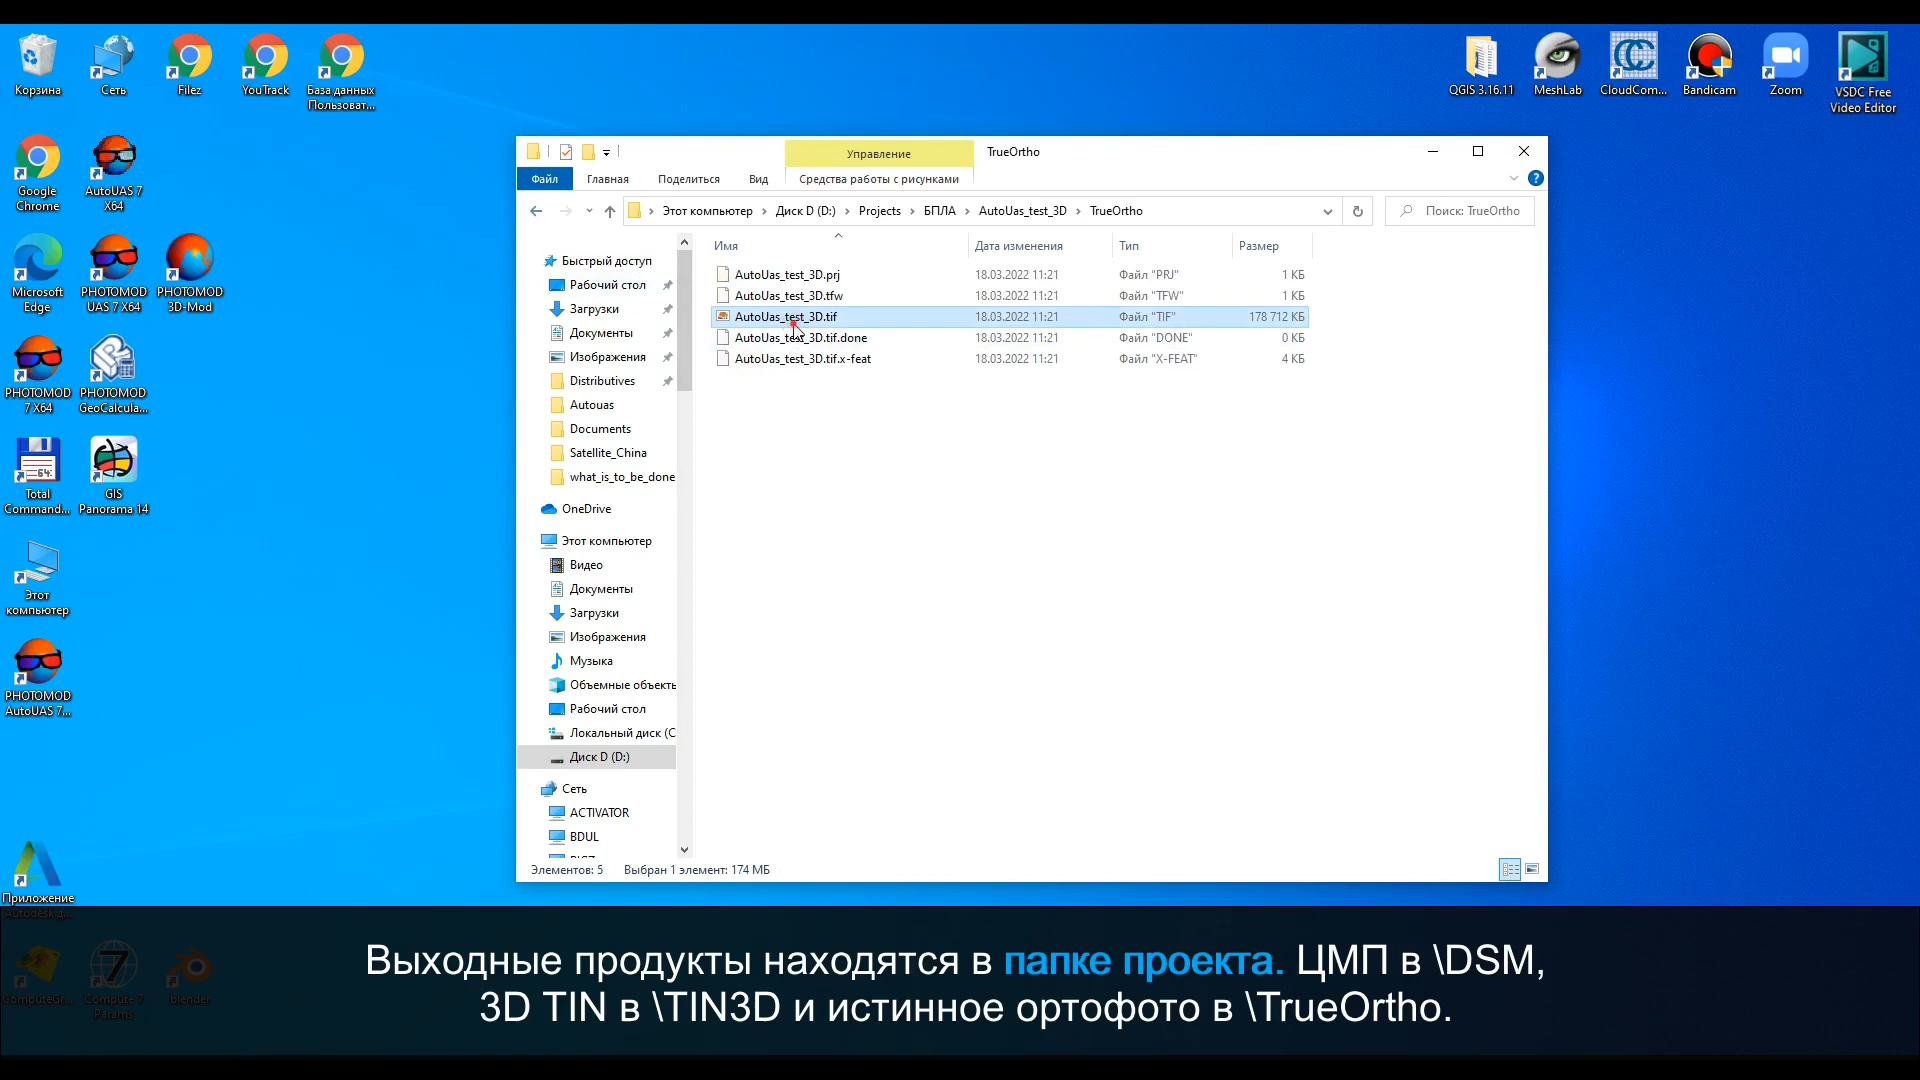 Корзина
Сеть
Filez
YouTrack
База данных
Пользоват...
QGIS 3.16.11
MeshLab
CloudCom...
Bandicam
Zoom
VSDC Free
Video Editor
Google
Chrome
AutoUAS 7
X64
Microsoft
Edge
PHOTOMOD
UAS 7 X64
PHOTOMOD
3D-Mod
PHOTOMOD
7 X64
PHOTOMOD
GeoCalcula...
Total
Command...
GIS
Panorama 14
Этот
компьютер
PHOTOMOD
AutoUAS 7...
Приложение
Autodesk д...
ComputeGr...
Compute 7
Params
Blender
Управление
TrueOrtho
Файл
Главная
Поделиться
Вид
Средства работы с рисунками
Этот компьютер
Диск D (D:)
Projects
БПЛА
AutoUas_test_3D
TrueOrtho
Поиск: TrueOrtho
Быстрый доступ
Рабочий стол
Загрузки
Документы
Изображения
Distributives
Autouas
Documents
Satellite_China
what_is_to_be_done
OneDrive
Этот компьютер
Видео
Документы
Загрузки
Изображения
Музыка
Объемные объекты
Рабочий стол
Локальный диск (C
Диск D (D:)
Сеть
ACTIVATOR
BDUL
Имя Дата изменения Тип Размер
AutoUas_test_3D.prj 18.03.2022 11:21 Файл "PRJ" 1 КБ
AutoUas_test_3D.tfw 18.03.2022 11:21 Файл "TFW" 1 КБ
AutoUas_test_3D.tif 18.03.2022 11:21 Файл "TIF" 178 712 КБ
AutoUas_test_3D.tif.done 18.03.2022 11:21 Файл "DONE" 0 КБ
AutoUas_test_3D.tif.x-feat 18.03.2022 11:21 Файл "X-FEAT" 4 КБ
Элементов: 5 Выбран 1 элемент: 174 МБ
Выходные продукты находятся в папке проекта. ЦМП в \DSM,
3D TIN в \TIN3D и истинное ортофото в \TrueOrtho.